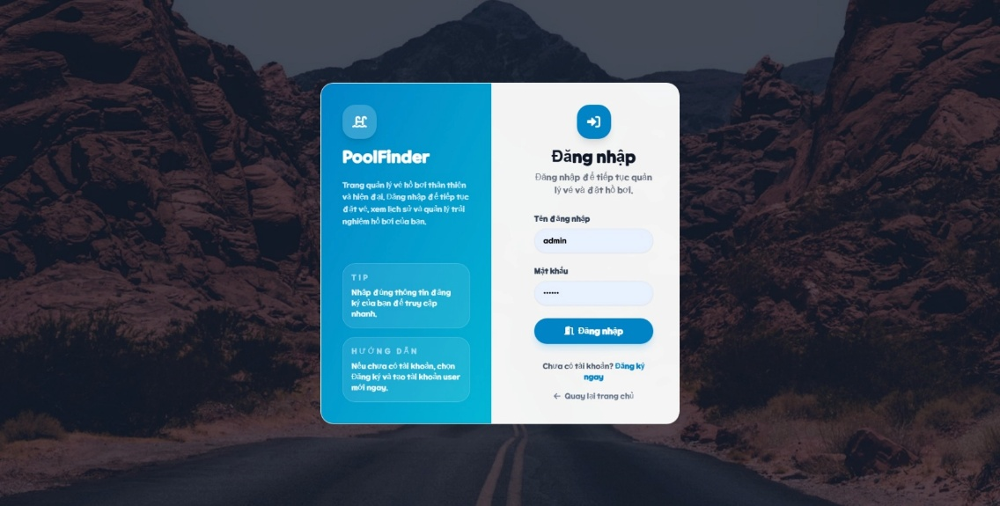 PoolFinder
Trang quản lý vé hồ bơi thân thiện
và hiện đại. Đăng nhập để tiếp tục
đặt vé, xem lịch sử và quản lý trải
nghiệm hồ bơi của bạn.
TIP
Nhập đúng thông tin đăng
ký của bạn để truy cập
nhanh.
HƯỚNG DẪN
Nếu chưa có tài khoản, chọn
Đăng ký và tạo tài khoản user
mới ngay.
Đăng nhập
Đăng nhập để tiếp tục quản
lý vé và đặt hồ bơi.
Tên đăng nhập
admin
Mật khẩu
••••••
Đăng nhập
Chưa có tài khoản? Đăng ký
ngay
← Quay lại trang chủ